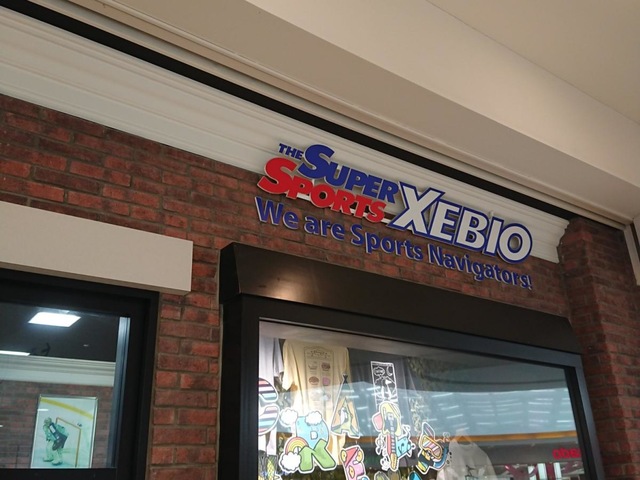 THE SUPER SPORTS XEBIO
We are Sports Navigators!